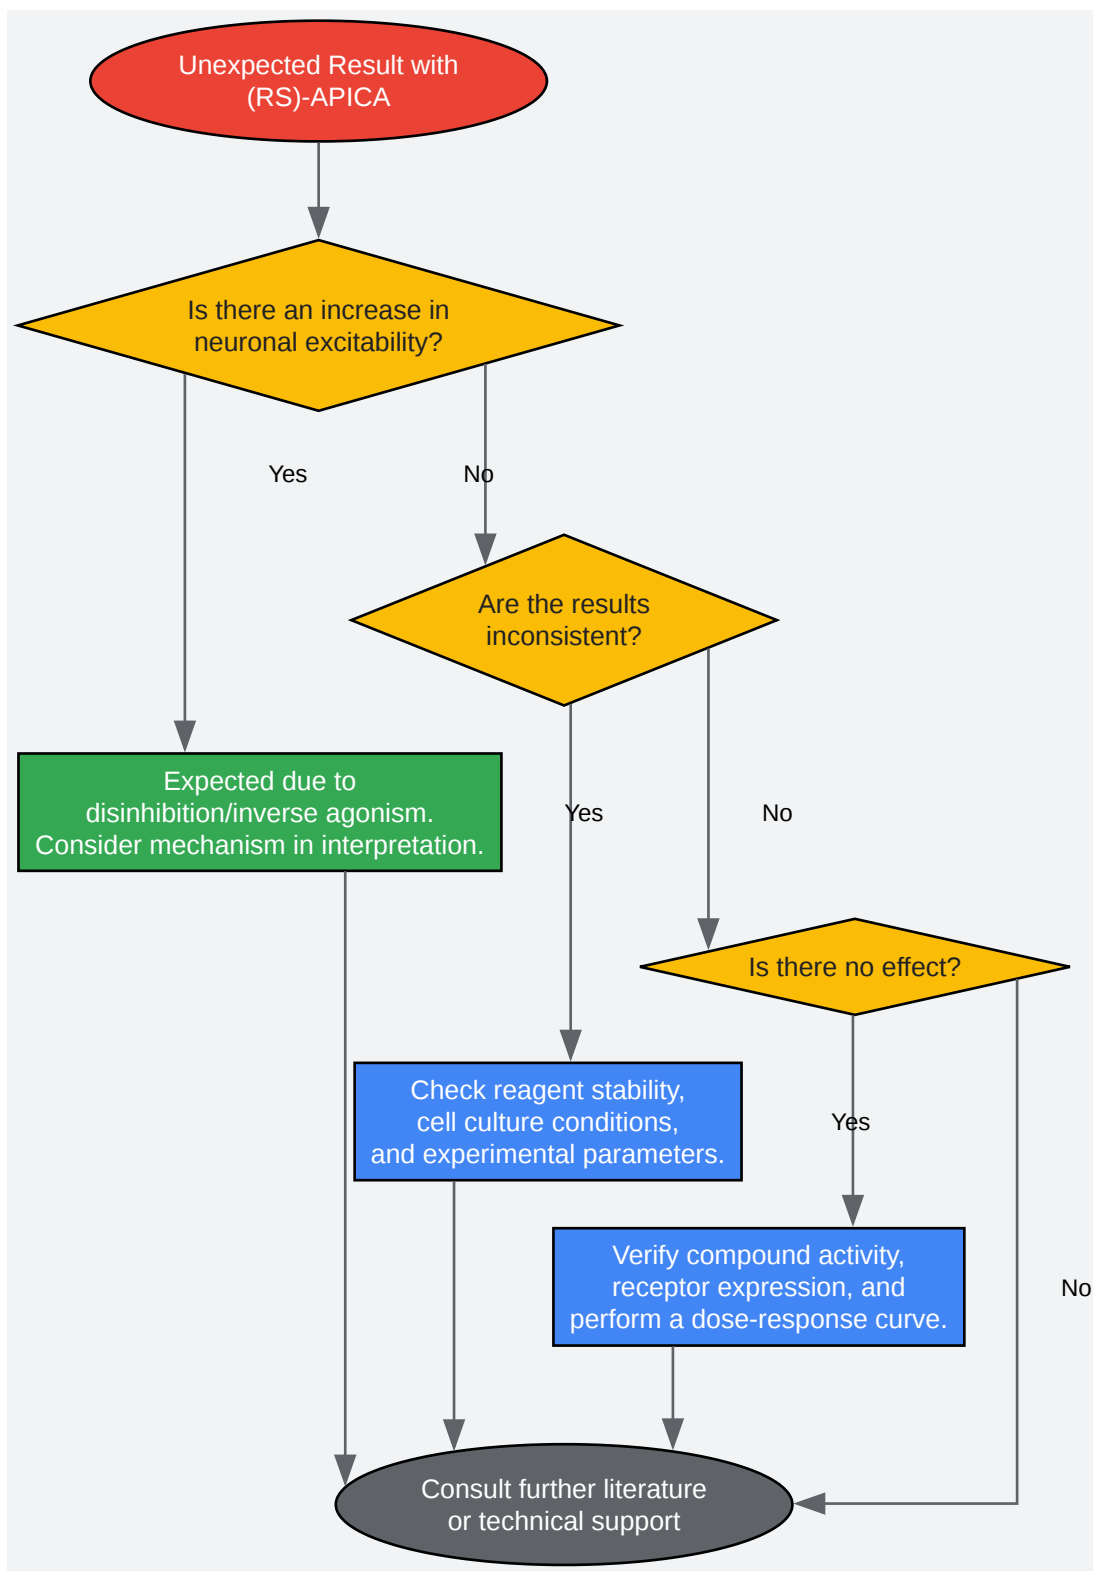 Unexpected Result with
(RS)-APICA
Is there an increase in
neuronal excitability?
Yes
No
Are the results
inconsistent?
Expected due to
disinhibition/inverse agonism.
Consider mechanism in interpretation.
Yes
No
Is there no effect?
Check reagent stability,
cell culture conditions,
and experimental parameters.
Yes
Verify compound activity,
receptor expression, and
perform a dose-response curve.
No
Consult further literature
or technical support